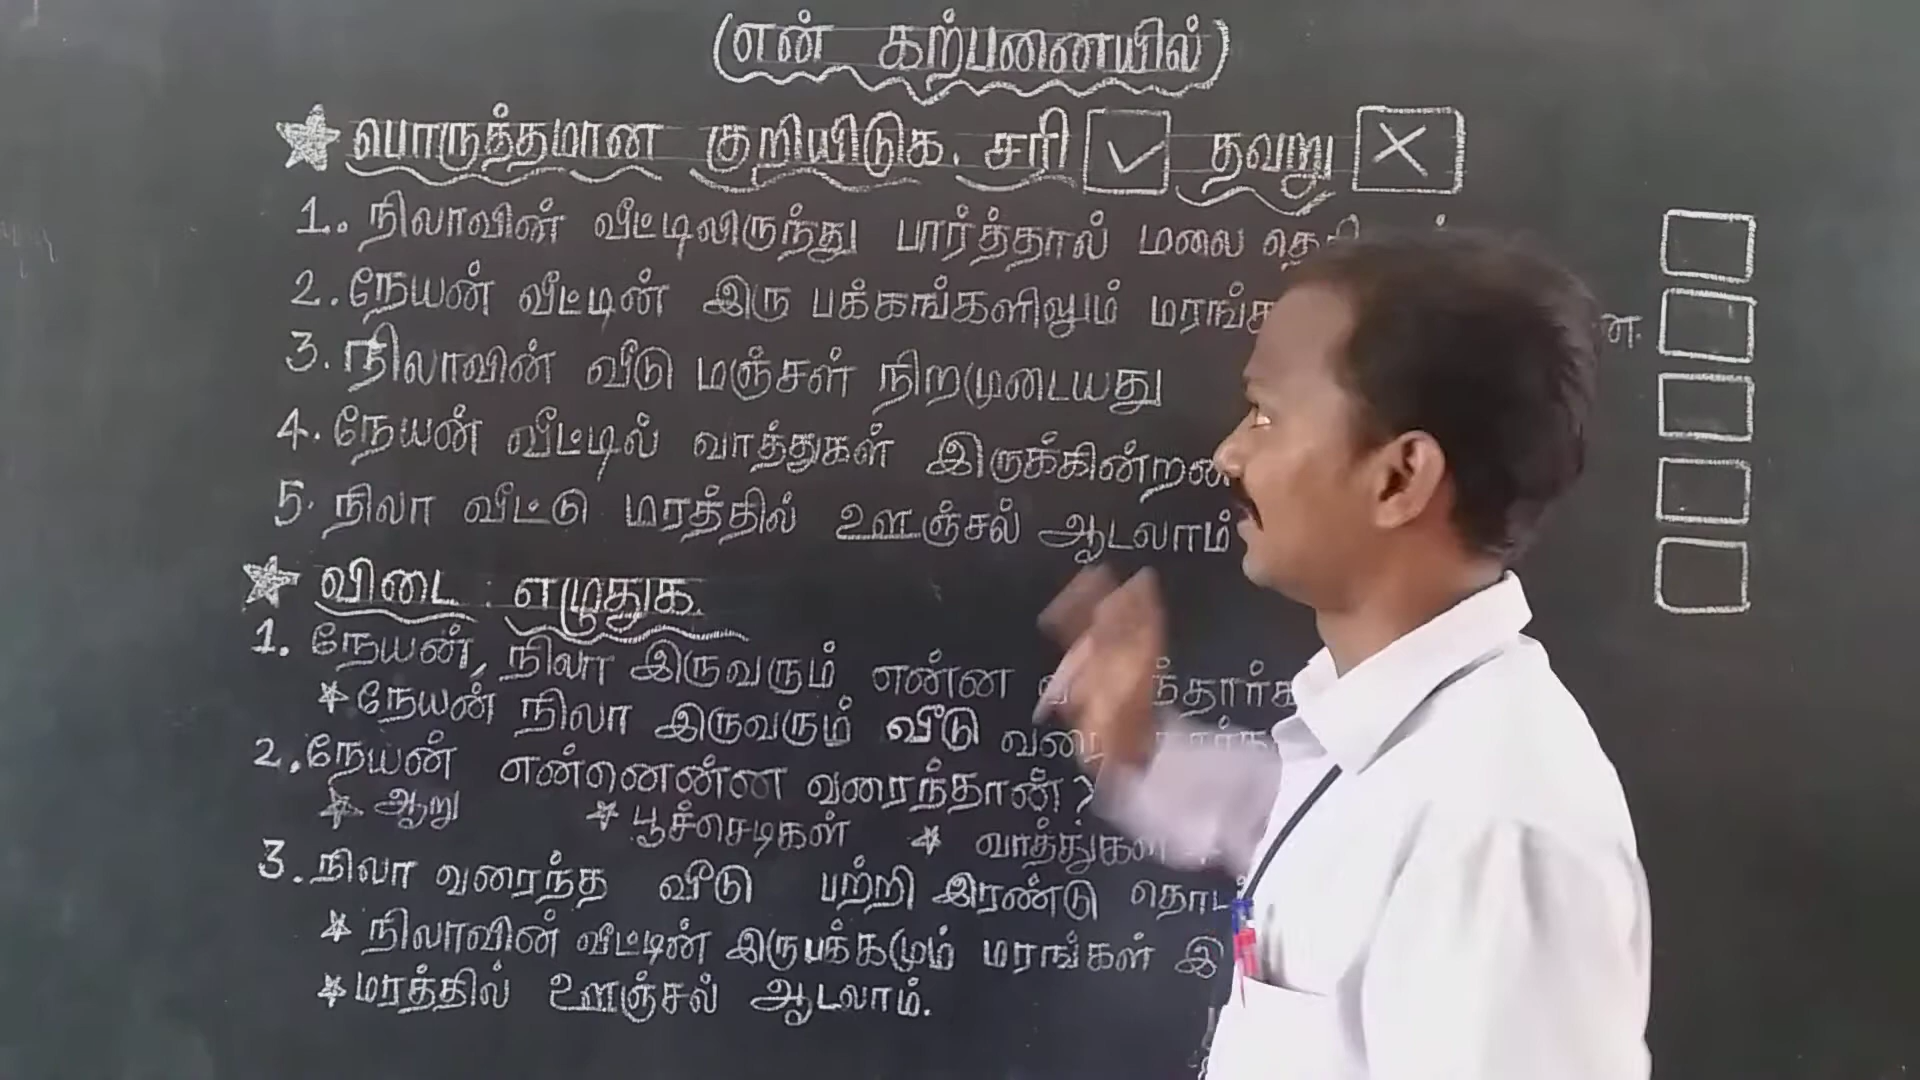 (என் கற்பனையில்)
பொருத்தமான குறியிடுக. சரி தவறு
1. நிலாவின் வீட்டிலிருந்து பார்த்தால் மலை
2. நேயன் வீட்டின் இரு பக்கங்களிலும்
3. நிலாவின் வீடு மஞ்சள் நிறமுடையது
4. நேயன் வீட்டில் வாத்துகள்
5. நிலா வீட்டு மரத்தில் ஊஞ்சல் ஆடலாம்
விடை எழுதுக.
1. நேயன், நிலா இருவரும் என்ன
நேயன் நிலா இருவரும் வீடு
2. நேயன் என்னென்ன வரைந்தான்?
ஆறு பூச்செடிகள் வாத்துகள்
3. நிலா வரைந்த வீடு பற்றி இரண்டு
நிலாவின் வீட்டின் இருபக்கமும் மரங்கள்
மரத்தில் ஊஞ்சல் ஆடலாம்.